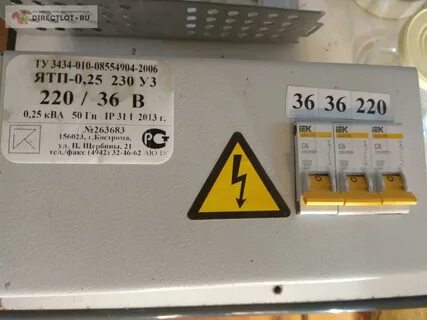 DIRECTLOT.RU
ТУ 3434-010-08554904-2006
ЯТП-0,25 230 У3
220 / 36 В
0,25 кВА 50 Гц IP 31 I 2013 г.
№263683
156023, г.Кострома,
ул. П. Щербины, 21
тел./факс (4942) 32-46-62
36 36 220
IEK IEK IEK
C6 C6 C6